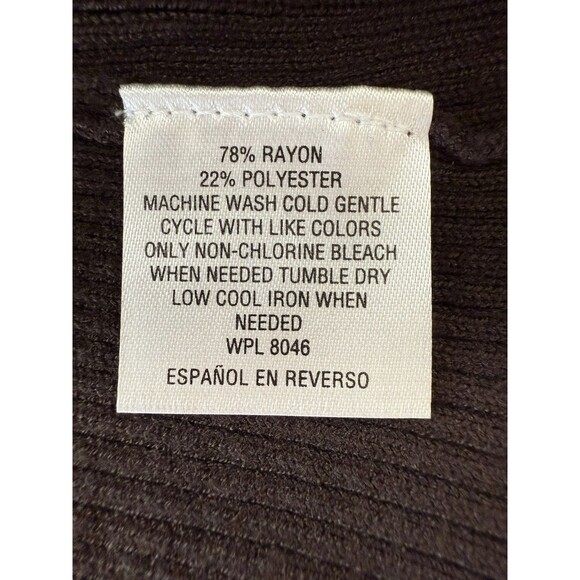 78% RAYON
22% POLYESTER
MACHINE WASH COLD GENTLE
CYCLE WITH LIKE COLORS
ONLY NON-CHLORINE BLEACH
WHEN NEEDED TUMBLE DRY
LOW COOL IRON WHEN
NEEDED
WPL 8046
ESPAÑOL EN REVERSO